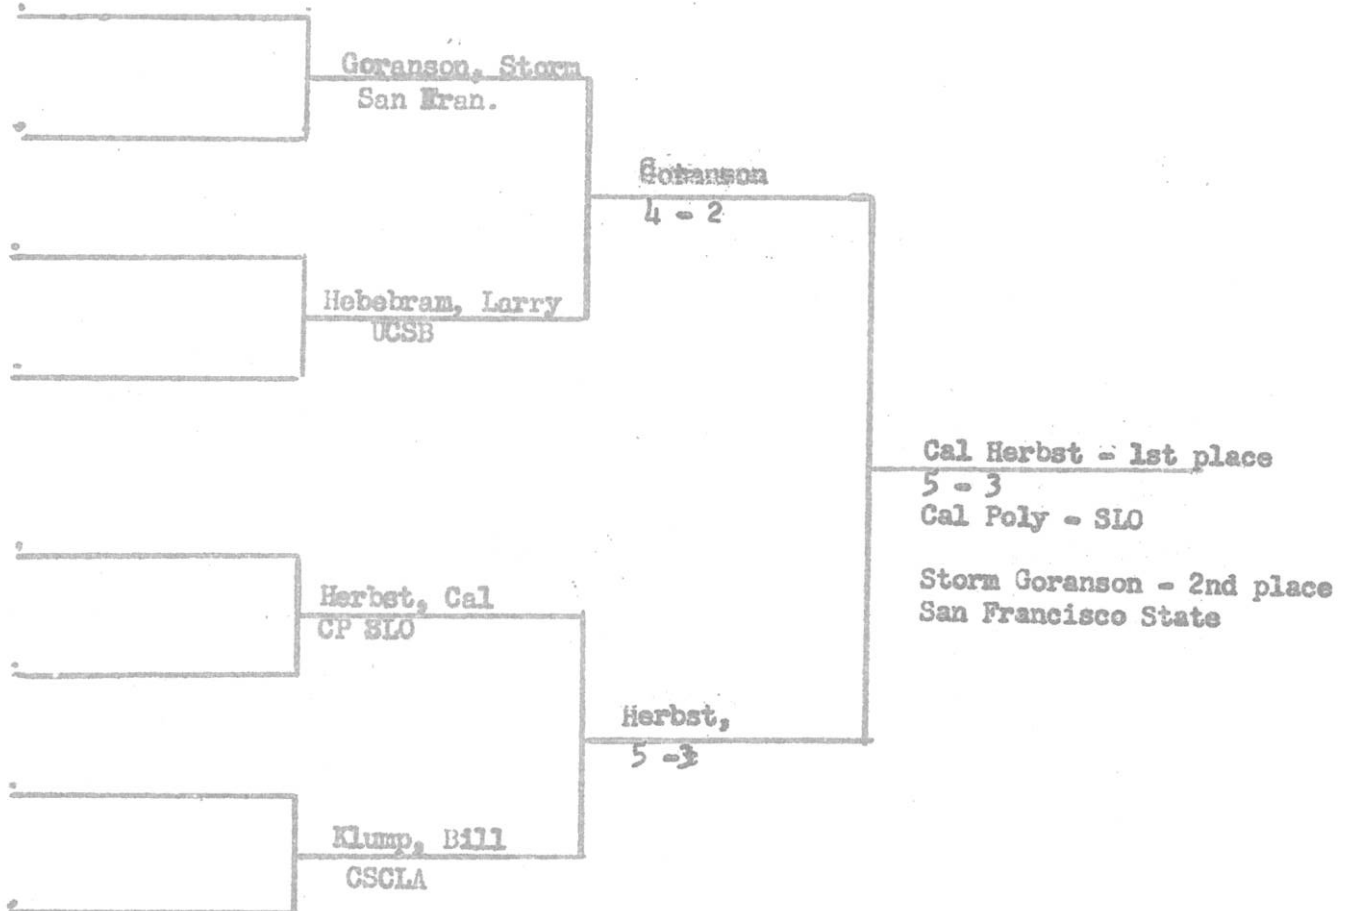 Goranson, Storm
San Fran.
Goranson
4 - 2
Hebebram, Larry
UCSB
Cal Herbst - 1st place
5 - 3
Cal Poly - SLO
Storm Goranson - 2nd place
San Francisco State
Herbst, Cal
CP SLO
Herbst,
5 -
Klump, Bill
CSCLA